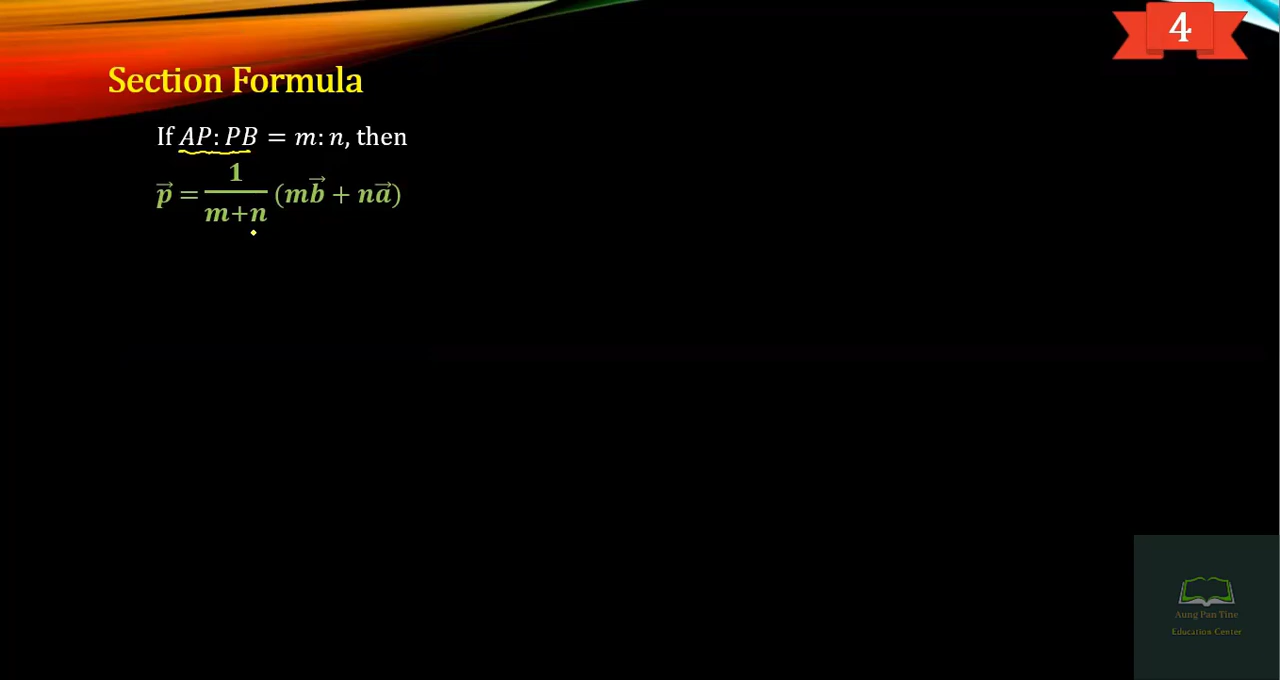 4
Section Formula
If AP: PB = m: n, then
p⃗ = 1/(m+n) (mb⃗ + na⃗)
Aung Pan Tine
Education Center